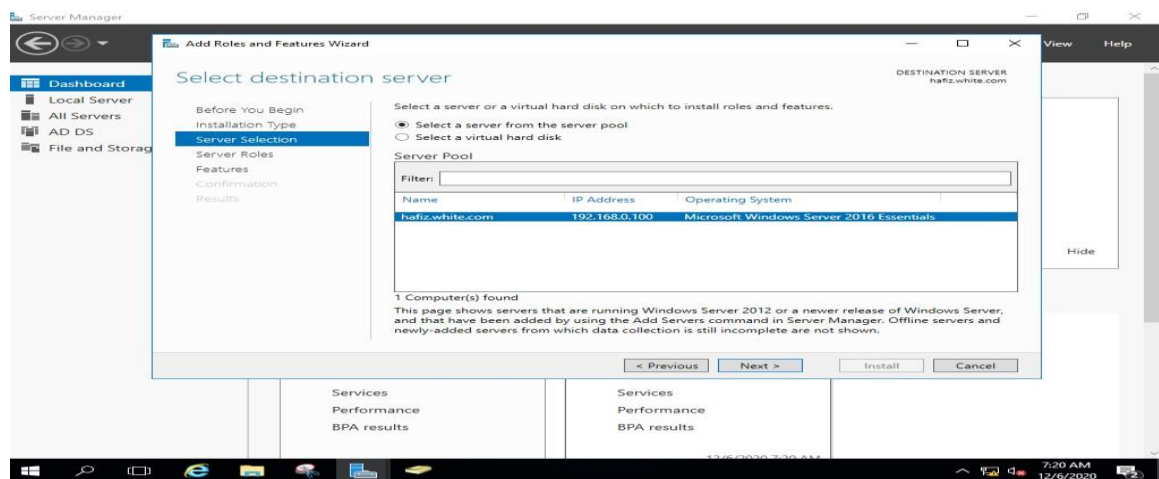 Server Manager
View Help
Dashboard
Local Server
All Servers
AD DS
File and Storag
Add Roles and Features Wizard
Select destination server
DESTINATION SERVER
hafiz.white.com
Before You Begin
Installation Type
Server Selection
Server Roles
Features
Confirmation
Results
Select a server or a virtual hard disk on which to install roles and features.
Select a server from the server pool
Select a virtual hard disk
Server Pool
Filter:
Name IP Address Operating System
hafiz.white.com 192.168.0.100 Microsoft Windows Server 2016 Essentials
1 Computer(s) found
This page shows servers that are running Windows Server 2012 or a newer release of Windows Server,
and that have been added by using the Add Servers command in Server Manager. Offline servers and
newly-added servers from which data collection is still incomplete are not shown.
< Previous Next > Install Cancel
Hide
Services Services
Performance Performance
BPA results BPA results
12/6/2020 7:20 AM
7:20 AM
12/6/2020
2